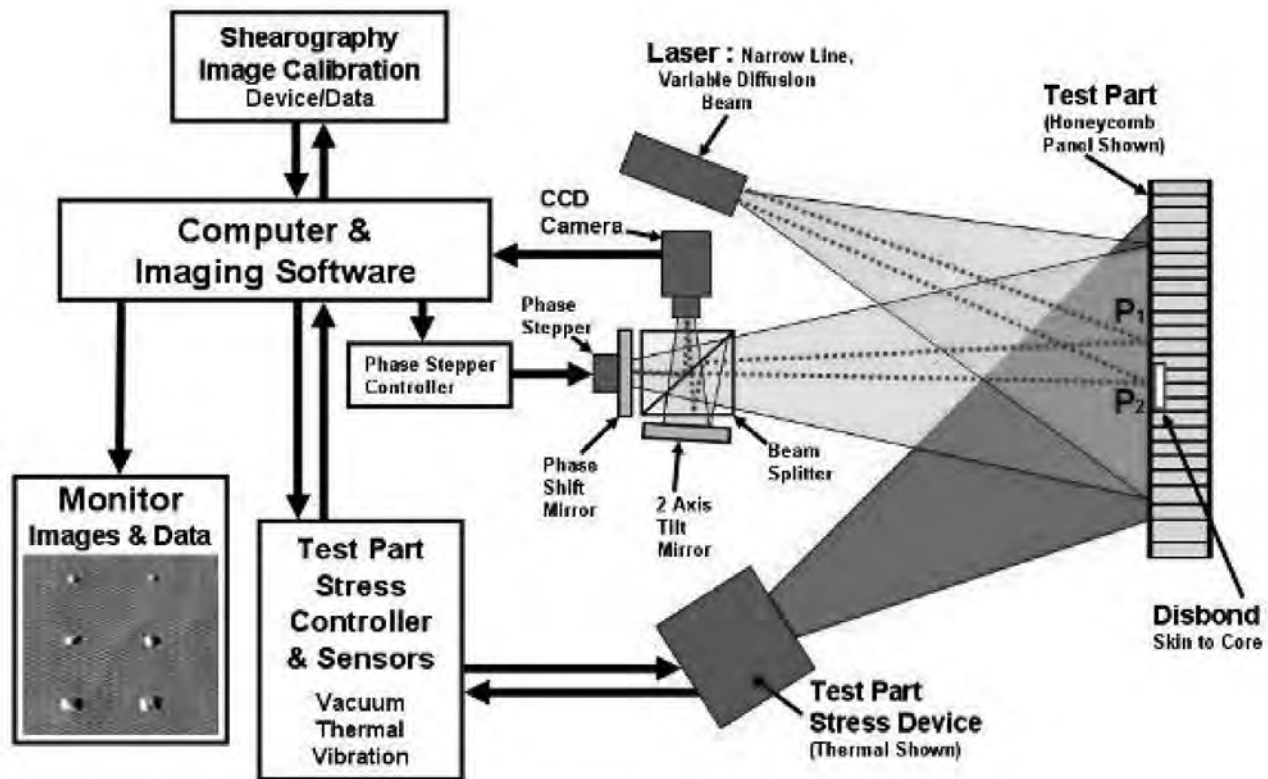 Shearography
Image Calibration
Device/Data
Laser : Narrow Line,
Variable Diffusion
Beam
Test Part
(Honeycomb
Panel Shown)
CCD
Camera
Computer &
Imaging Software
Phase
Stepper
Phase Stepper
Controller
P1
P2
Phase
Shift
Mirror
2 Axis
Tilt
Mirror
Beam
Splitter
Monitor
Images & Data
Test Part
Stress
Controller
& Sensors
Vacuum
Thermal
Vibration
Disbond
Skin to Core
Test Part
Stress Device
(Thermal Shown)